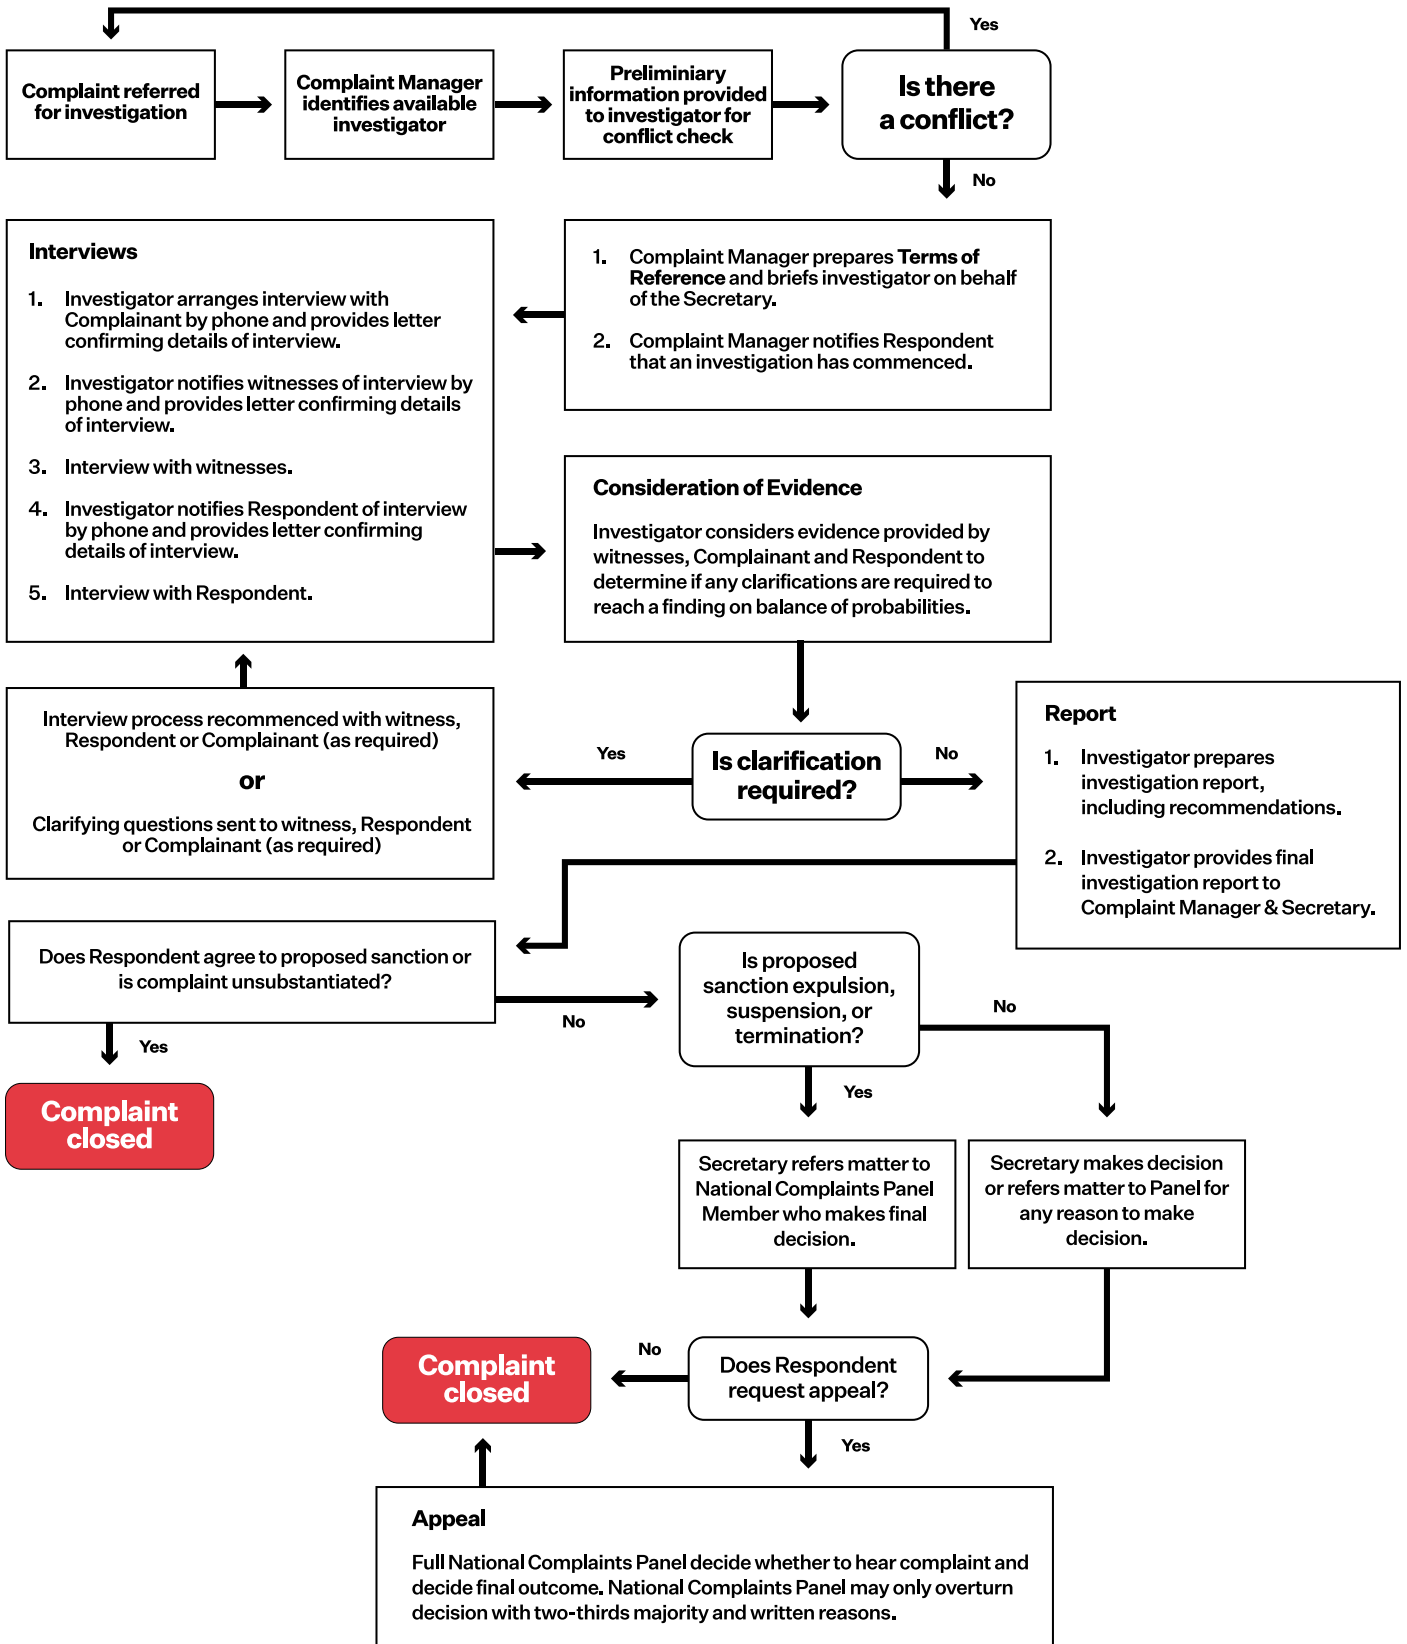 Yes
Complaint referred
for investigation
Complaint Manager
identifies available
investigator
Preliminiary
information provided
to investigator for
conflict check
Is there
a conflict?
No
1. Complaint Manager prepares Terms of
Reference and briefs investigator on behalf
of the Secretary.
2. Complaint Manager notifies Respondent
that an investigation has commenced.
Interviews
1. Investigator arranges interview with
Complainant by phone and provides letter
confirming details of interview.
2. Investigator notifies witnesses of interview by
phone and provides letter confirming details
of interview.
3. Interview with witnesses.
4. Investigator notifies Respondent of interview
by phone and provides letter confirming
details of interview.
5. Interview with Respondent.
Consideration of Evidence
Investigator considers evidence provided by
witnesses, Complainant and Respondent to
determine if any clarifications are required to
reach a finding on balance of probabilities.
Is clarification
required?
Yes
No
Interview process recommenced with witness,
Respondent or Complainant (as required)
or
Clarifying questions sent to witness, Respondent
or Complainant (as required)
Report
1. Investigator prepares
investigation report,
including recommendations.
2. Investigator provides final
investigation report to
Complaint Manager & Secretary.
Does Respondent agree to proposed sanction or
is complaint unsubstantiated?
Yes
No
Complaint
closed
Is proposed
sanction expulsion,
suspension, or
termination?
No
Yes
Secretary refers matter to
National Complaints Panel
Member who makes final
decision.
Secretary makes decision
or refers matter to Panel for
any reason to make
decision.
Does Respondent
request appeal?
No
Complaint
closed
Yes
Appeal
Full National Complaints Panel decide whether to hear complaint and
decide final outcome. National Complaints Panel may only overturn
decision with two-thirds majority and written reasons.